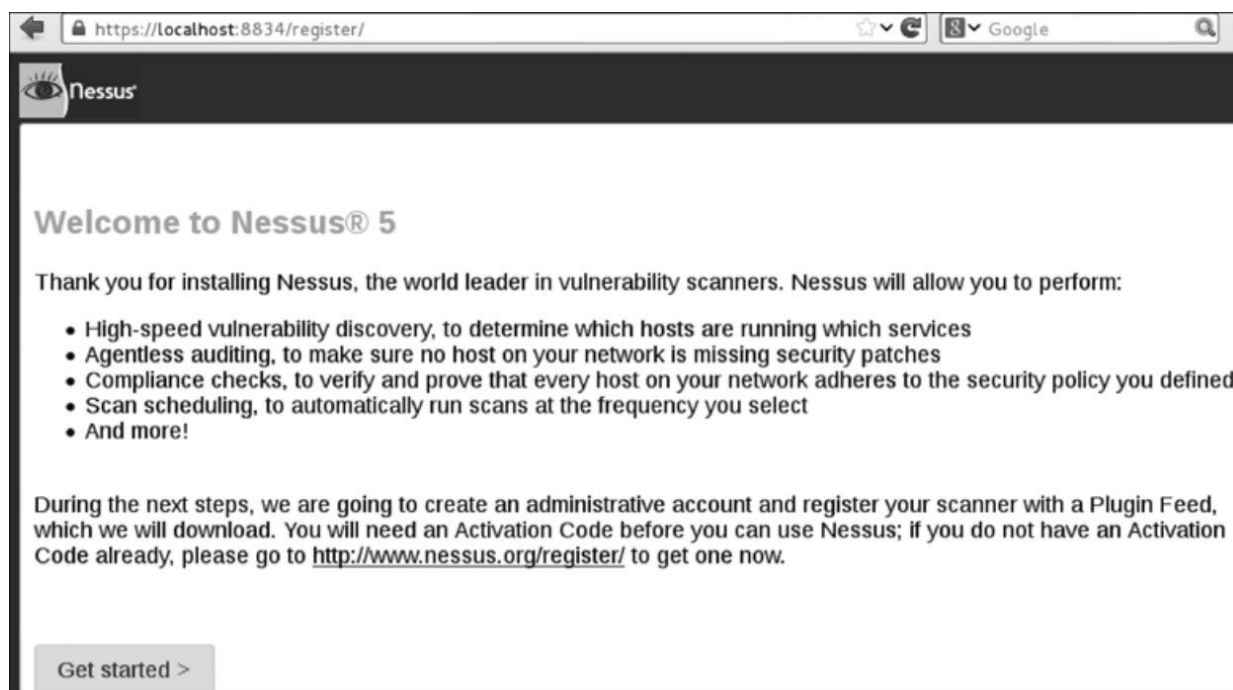 https://localhost:8834/register/
Google
Nessus
Welcome to Nessus® 5
Thank you for installing Nessus, the world leader in vulnerability scanners. Nessus will allow you to perform:
• High-speed vulnerability discovery, to determine which hosts are running which services
• Agentless auditing, to make sure no host on your network is missing security patches
• Compliance checks, to verify and prove that every host on your network adheres to the security policy you defined
• Scan scheduling, to automatically run scans at the frequency you select
• And more!
During the next steps, we are going to create an administrative account and register your scanner with a Plugin Feed,
which we will download. You will need an Activation Code before you can use Nessus; if you do not have an Activation
Code already, please go to http://www.nessus.org/register/ to get one now.
Get started >